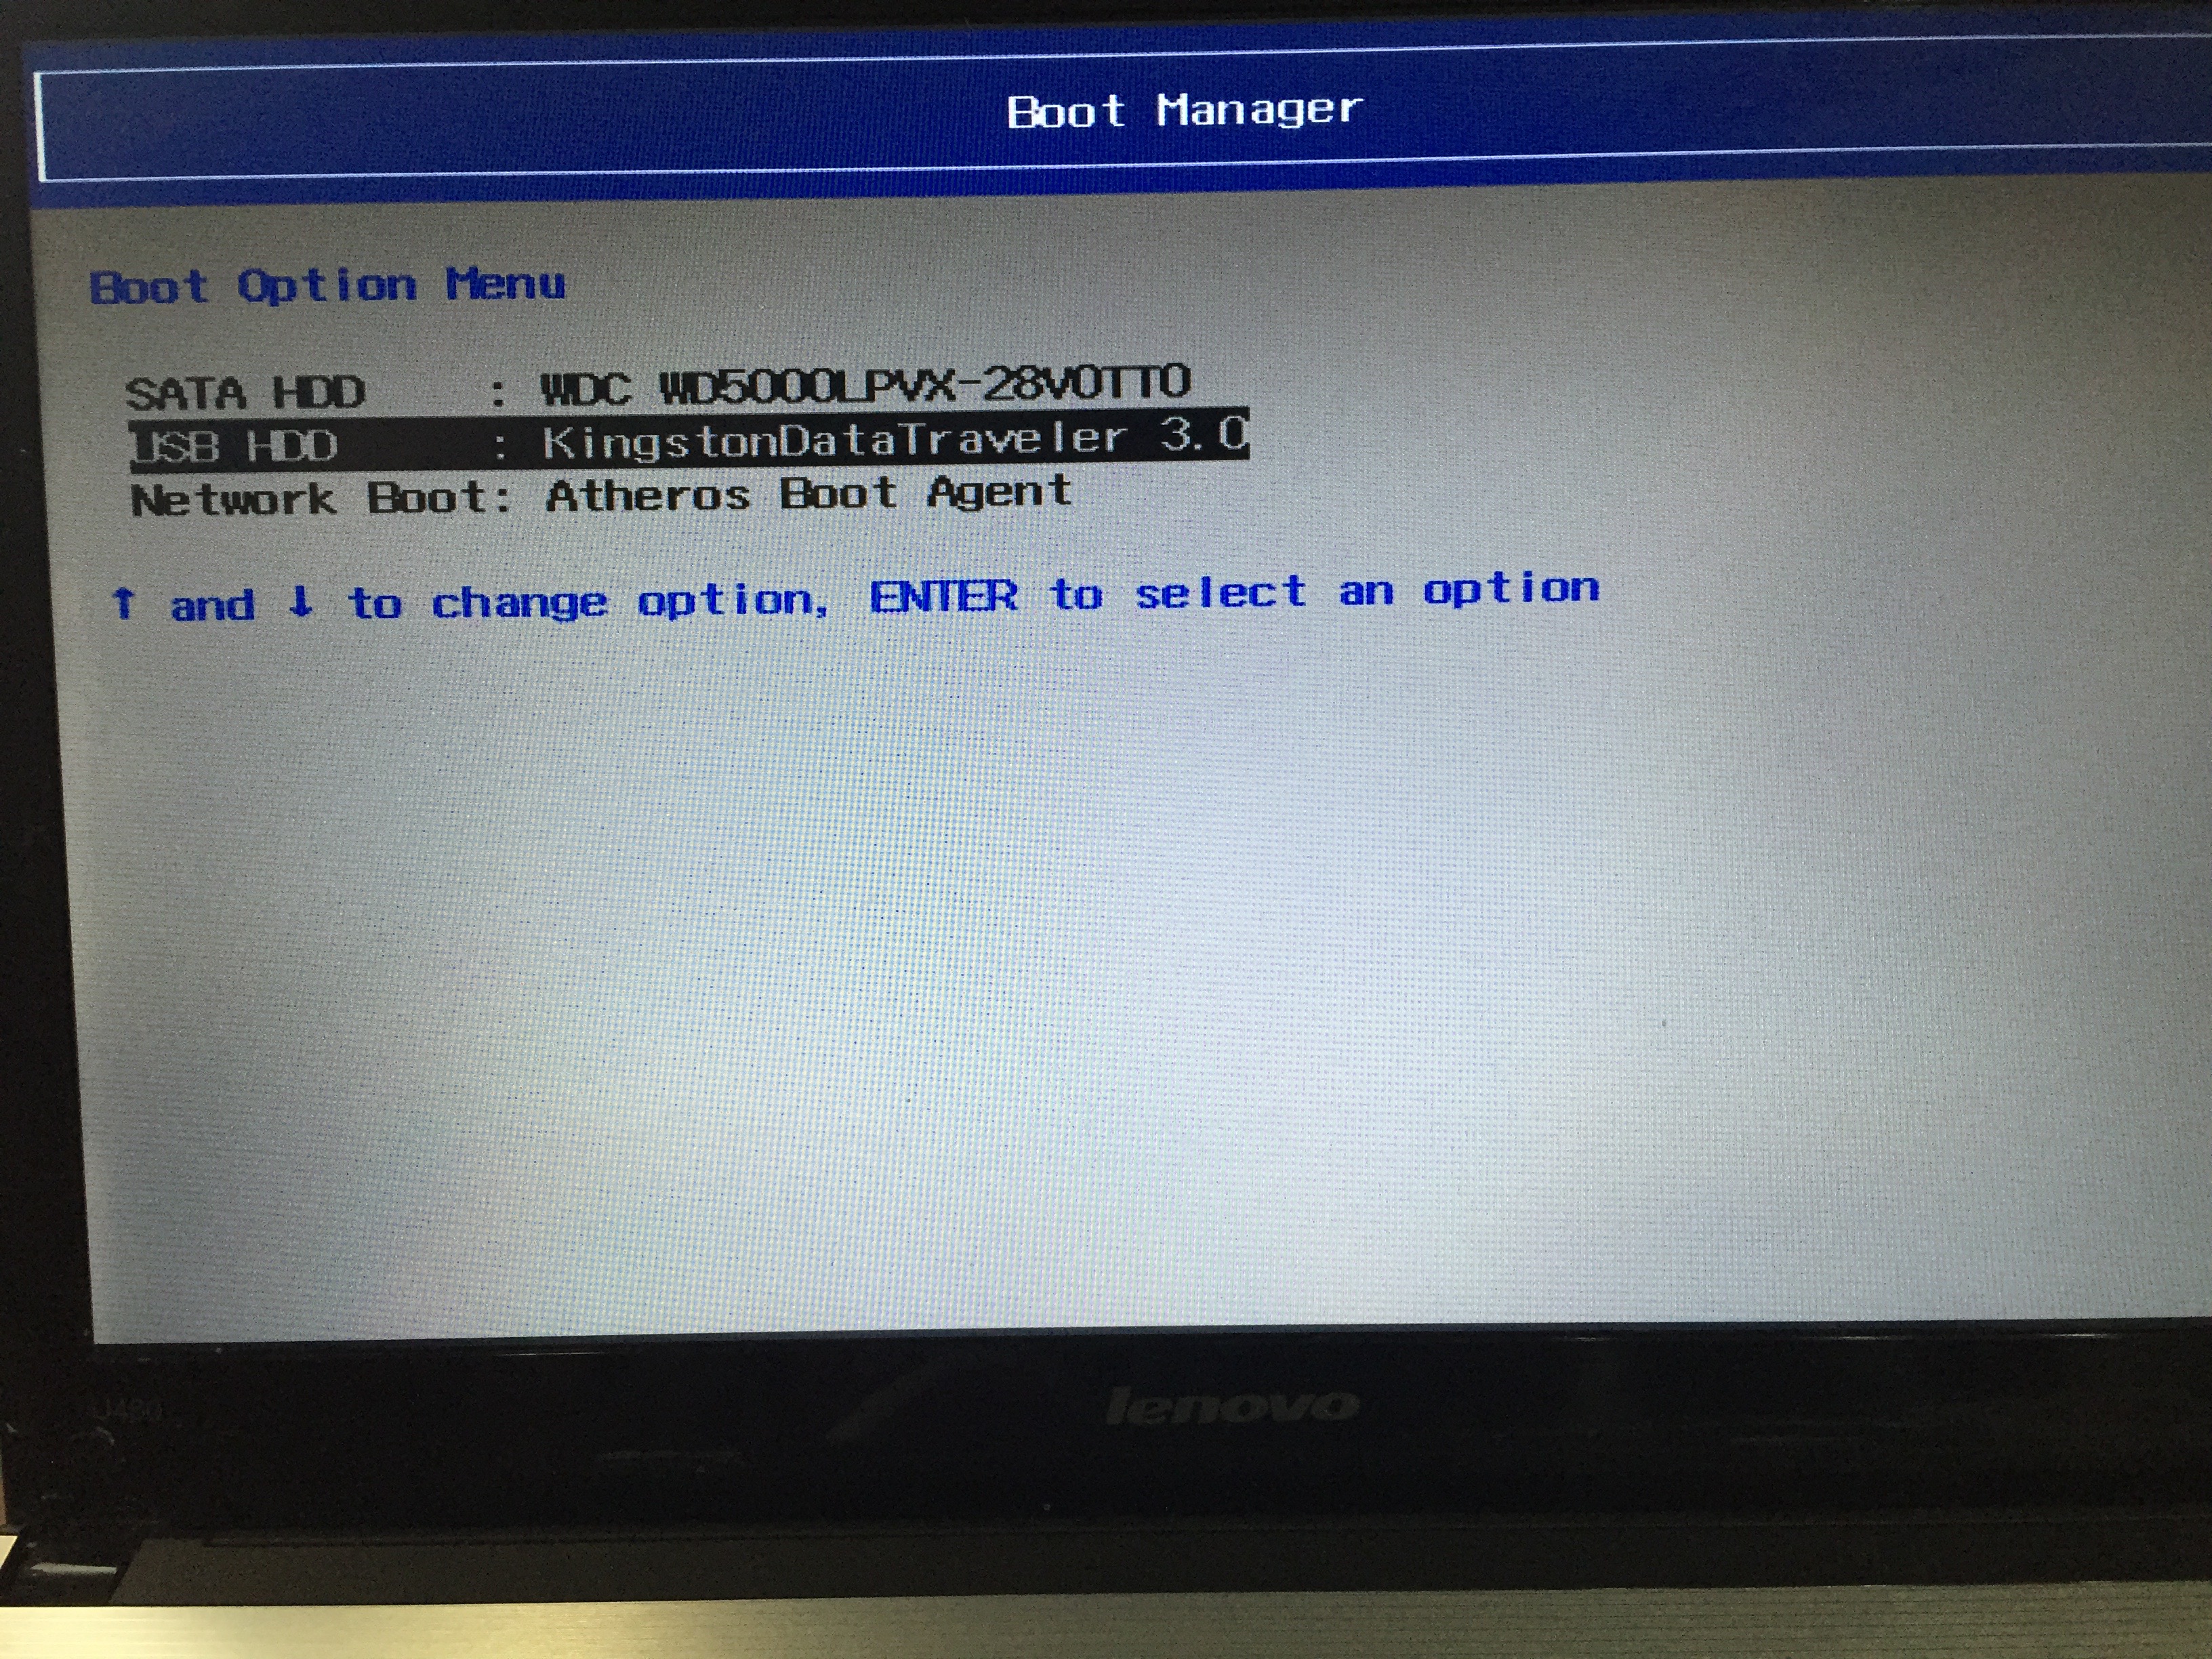 Boot Manager
Boot Option Menu
SATA HDD : WDC WD5000LPVX-28V0TT0
USB HDD : KingstonDataTraveler 3.0
Network Boot: Atheros Boot Agent
↑ and ↓ to change option, ENTER to select an option
lenovo